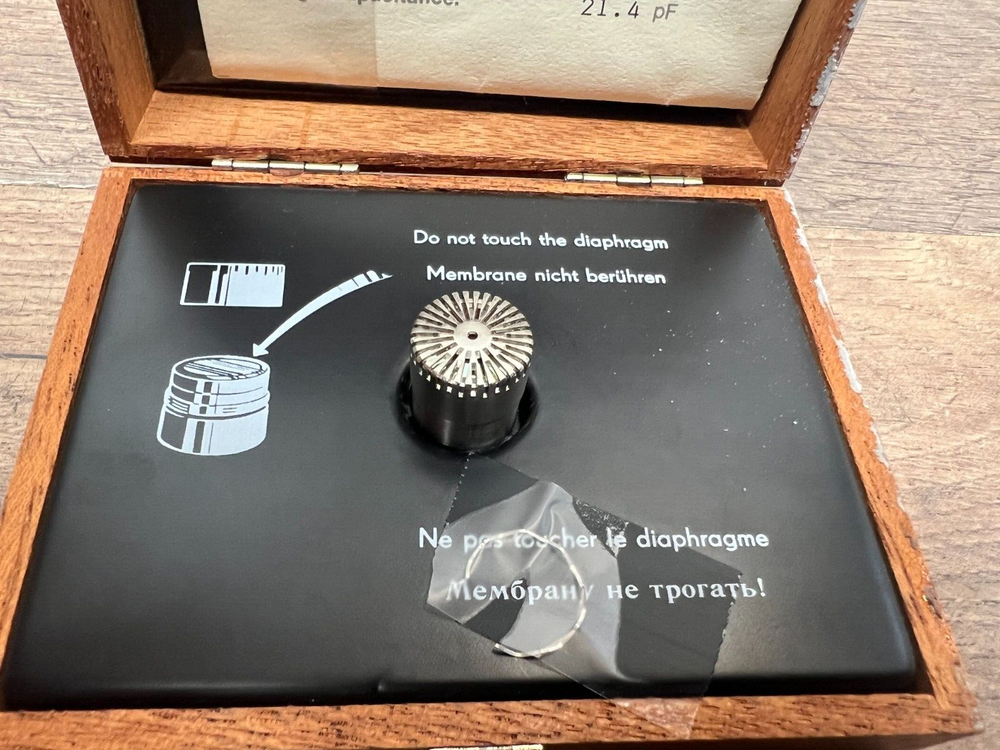 21.4 pF
Do not touch the diaphragm
Membrane nicht berühren
Ne pas toucher le diaphragme
Мембрану не трогать!